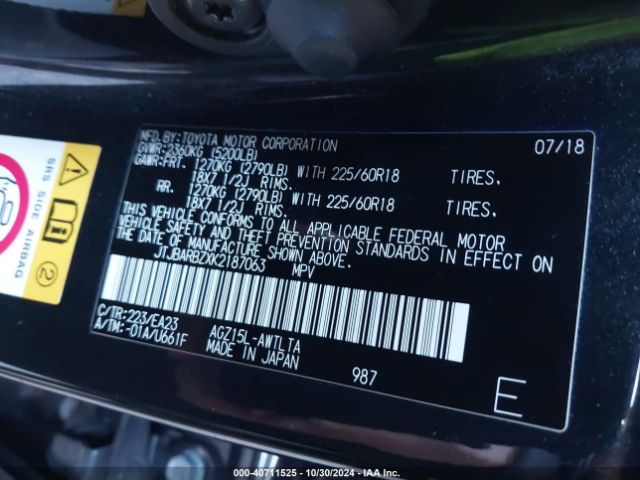 MFD.BY:TOYOTA MOTOR CORPORATION 07/18
GVWR:2360KG (5200LB)
GAWR:FRT. 1270KG (2790LB) WITH 225/60R18 TIRES,
18X7 1/2J RIMS.
RR. 1270KG (2790LB) WITH 225/60R18 TIRES,
18X7 1/2J RIMS.
THIS VEHICLE CONFORMS TO ALL APPLICABLE FEDERAL MOTOR
VEHICLE SAFETY AND THEFT PREVENTION STANDARDS IN EFFECT ON
THE DATE OF MANUFACTURE SHOWN ABOVE.
JTJBARBZXK2187063 MPV
C/TR:223/EA23 AGZ15L-AWTLTA
A/TM:-01A/U661F MADE IN JAPAN
987
E
SRS SIDE AIRBAG
2
000-40711525 - 10/30/2024 - IAA Inc.